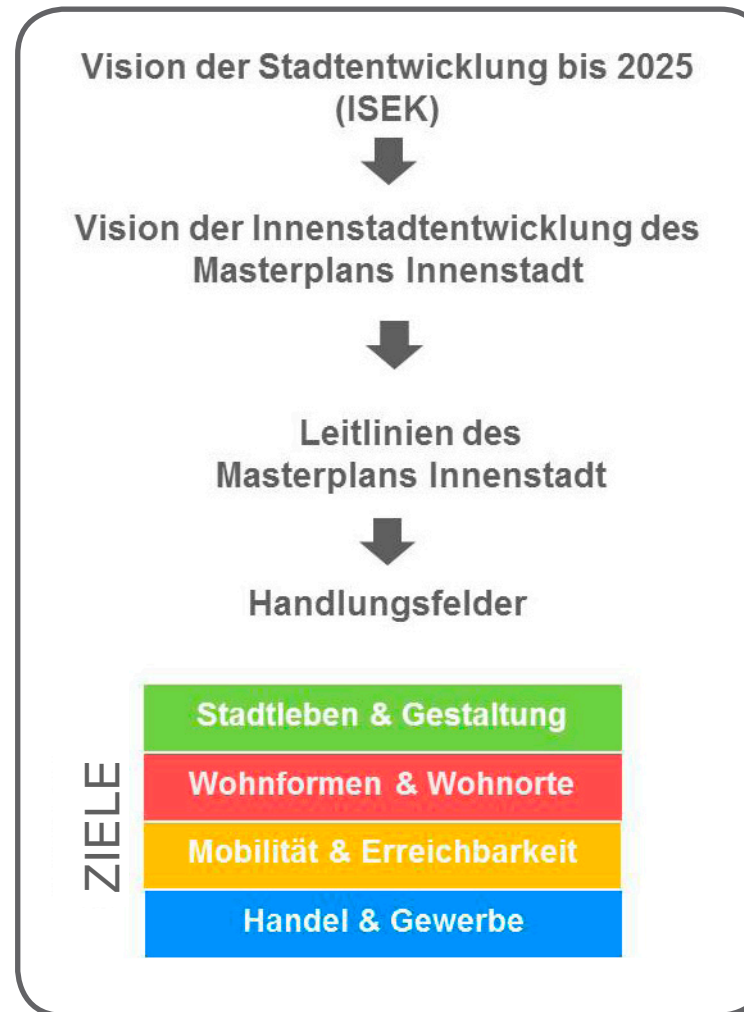 Vision der Stadtentwicklung bis 2025
(ISEK)
Vision der Innenstadtentwicklung des
Masterplans Innenstadt
Leitlinien des
Masterplans Innenstadt
Handlungsfelder
ZIELE
Stadtleben & Gestaltung
Wohnformen & Wohnorte
Mobilität & Erreichbarkeit
Handel & Gewerbe